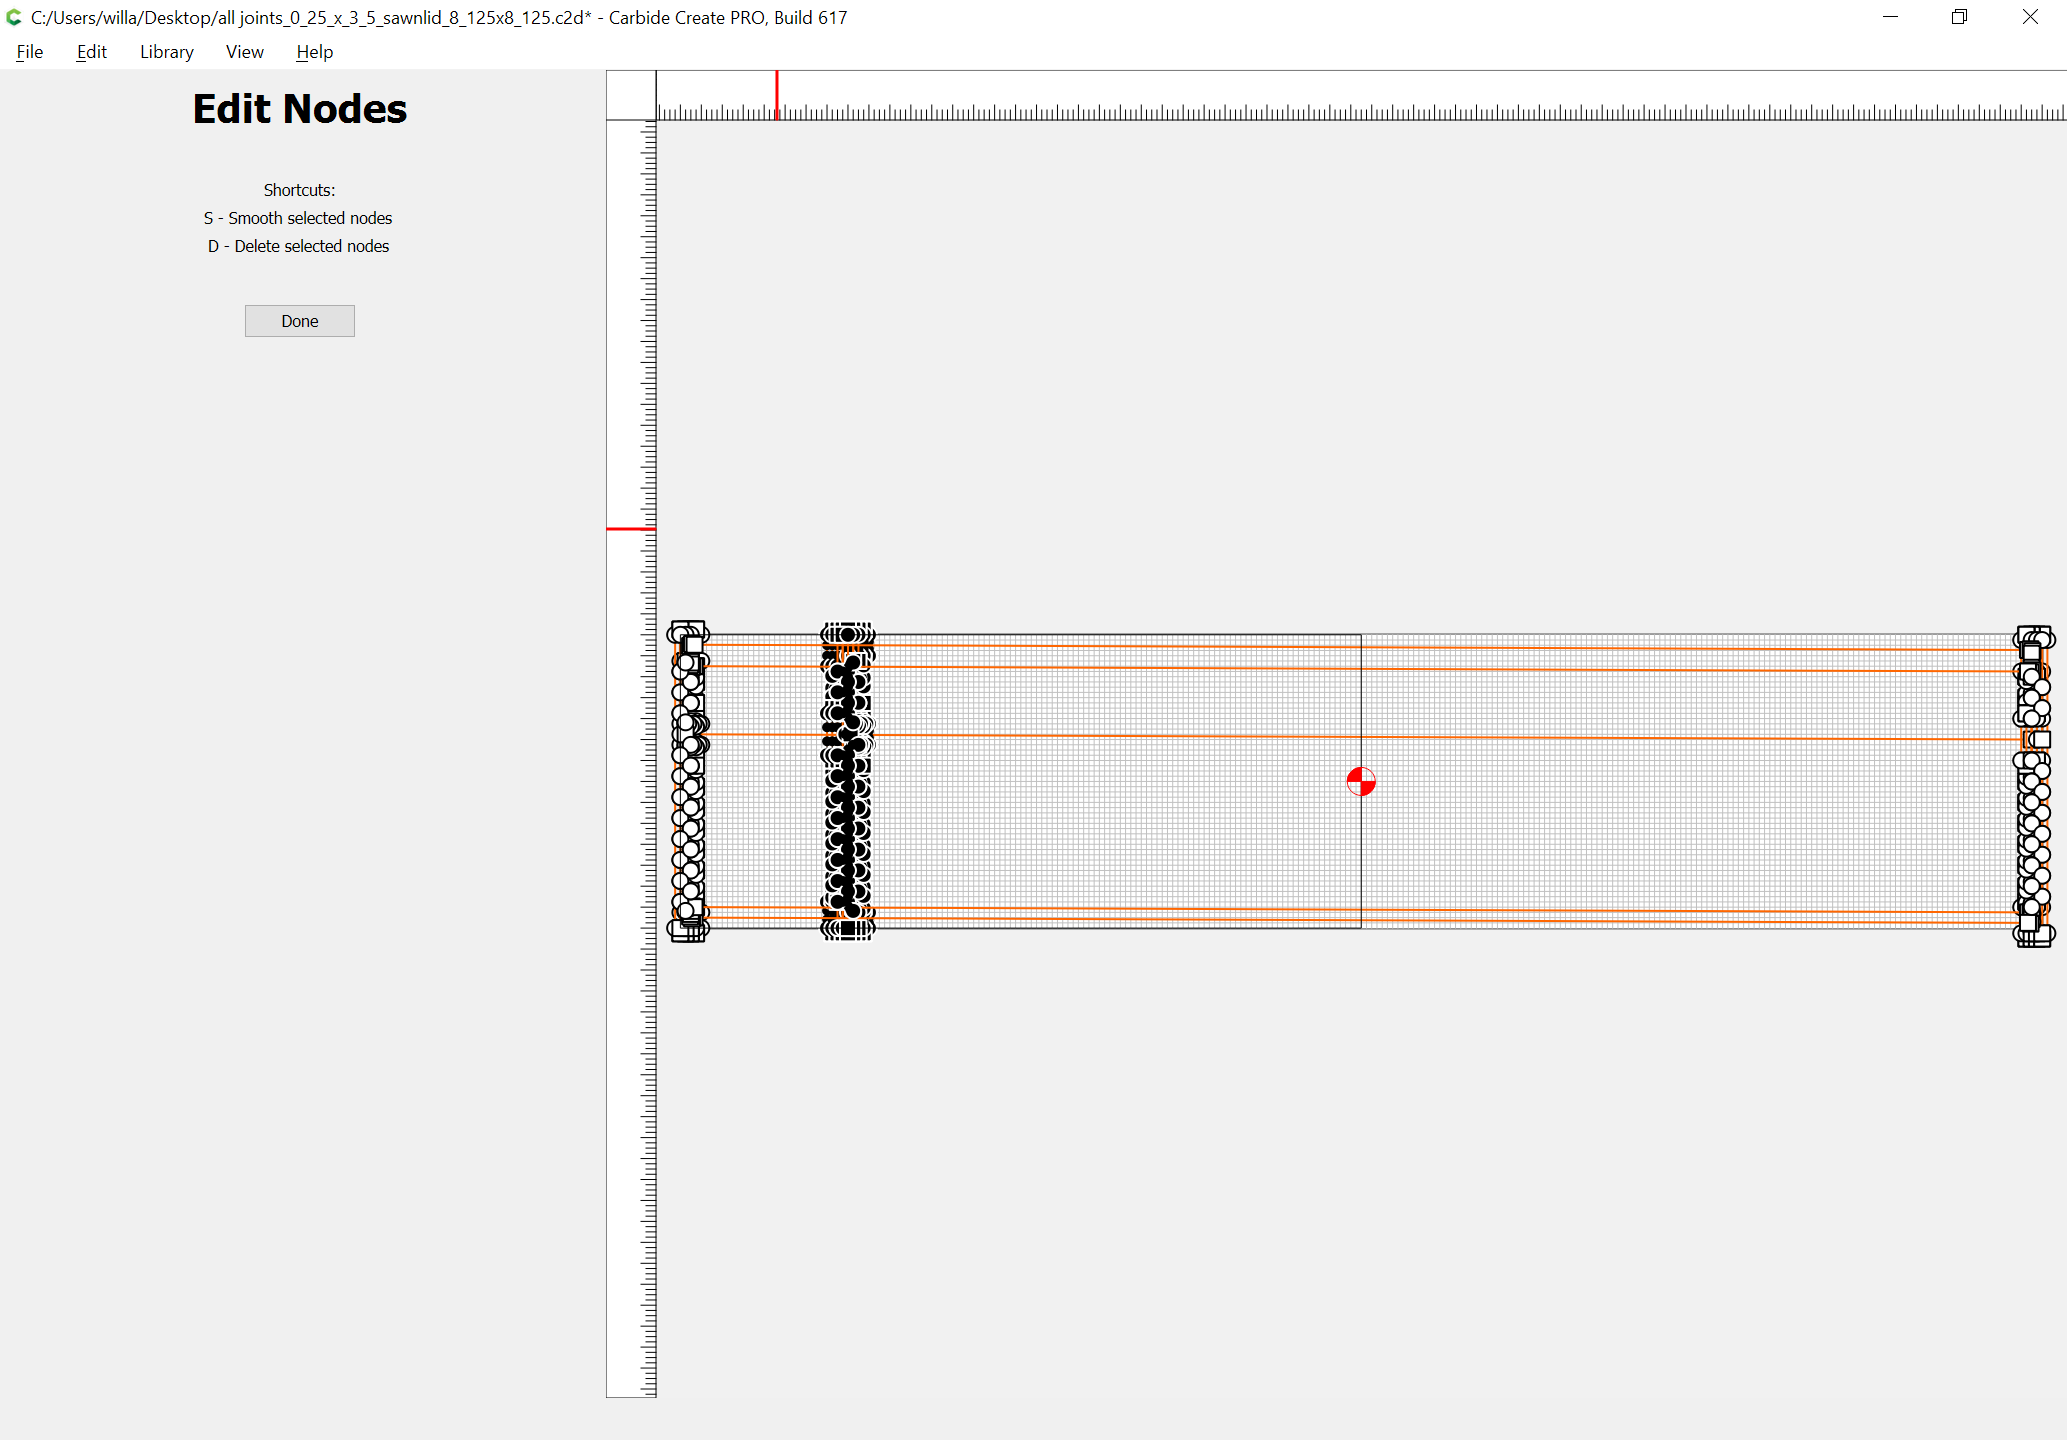 C:/Users/willa/Desktop/all joints_0_25_x_3_5_sawnlid_8_125x8_125.c2d* - Carbide Create PRO, Build 617
File Edit Library View Help
Edit Nodes
Shortcuts:
S - Smooth selected nodes
D - Delete selected nodes
Done